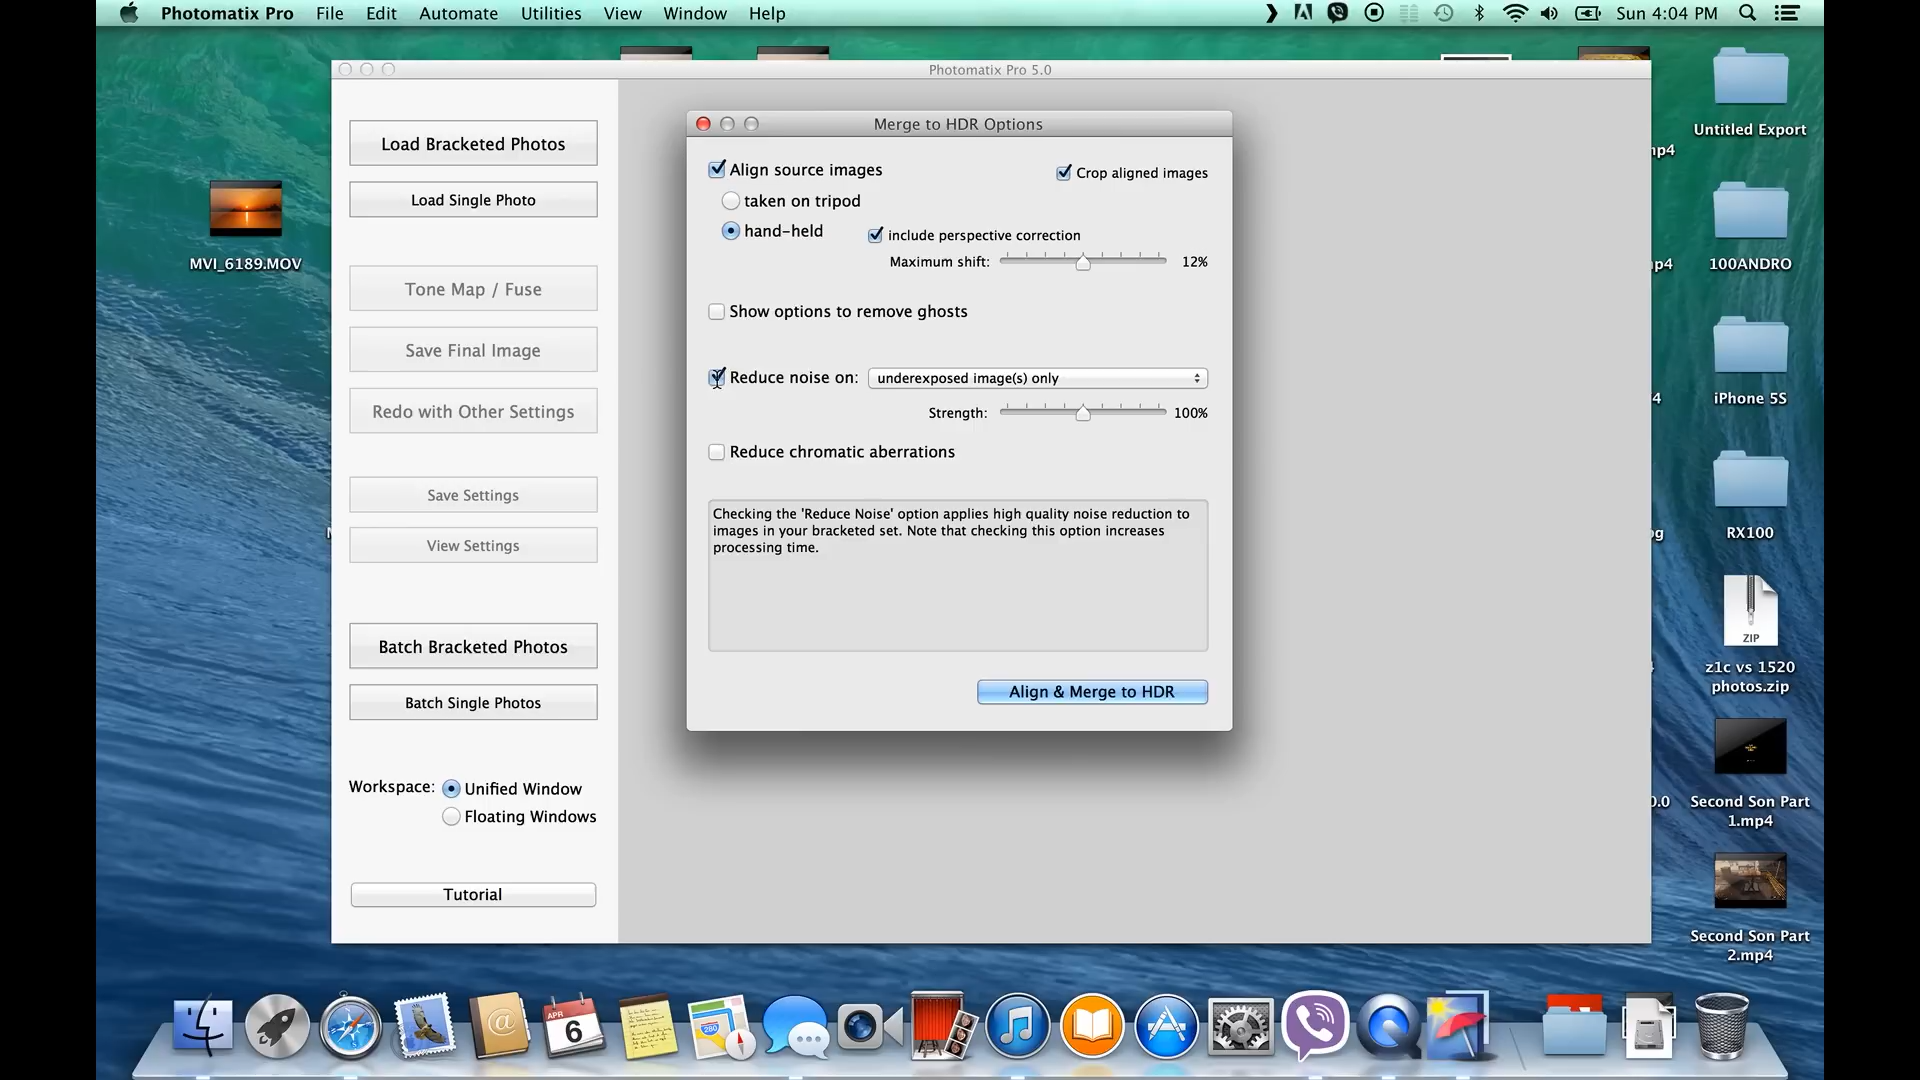 Photomatix Pro File Edit Automate Utilities View Window Help Sun 4:04 PM
Photomatix Pro 5.0
Load Bracketed Photos
Load Single Photo
Tone Map / Fuse
Save Final Image
Redo with Other Settings
Save Settings
View Settings
Batch Bracketed Photos
Batch Single Photos
Workspace: Unified Window
Floating Windows
Tutorial
Merge to HDR Options
Align source images
Crop aligned images
taken on tripod
hand-held
include perspective correction
Maximum shift: 12%
Show options to remove ghosts
Reduce noise on: underexposed image(s) only
Strength: 100%
Reduce chromatic aberrations
Checking the 'Reduce Noise' option applies high quality noise reduction to
images in your bracketed set. Note that checking this option increases
processing time.
Align & Merge to HDR
MVI_6189.MOV
Untitled Export
100ANDRO
iPhone 5S
RX100
ZIP
z1c vs 1520
photos.zip
Second Son Part
1.mp4
Second Son Part
2.mp4
APR
6
280